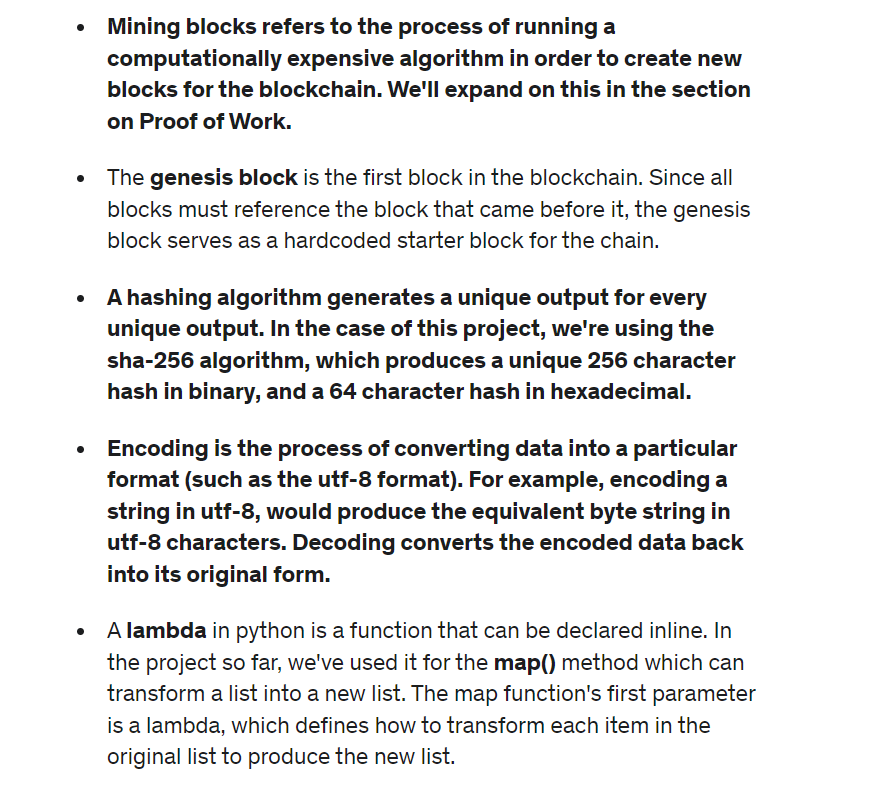 • Mining blocks refers to the process of running a
computationally expensive algorithm in order to create new
blocks for the blockchain. We'll expand on this in the section
on Proof of Work.
• The genesis block is the first block in the blockchain. Since all
blocks must reference the block that came before it, the genesis
block serves as a hardcoded starter block for the chain.
• A hashing algorithm generates a unique output for every
unique output. In the case of this project, we're using the
sha-256 algorithm, which produces a unique 256 character
hash in binary, and a 64 character hash in hexadecimal.
• Encoding is the process of converting data into a particular
format (such as the utf-8 format). For example, encoding a
string in utf-8, would produce the equivalent byte string in
utf-8 characters. Decoding converts the encoded data back
into its original form.
• A lambda in python is a function that can be declared inline. In
the project so far, we've used it for the map() method which can
transform a list into a new list. The map function's first parameter
is a lambda, which defines how to transform each item in the
original list to produce the new list.